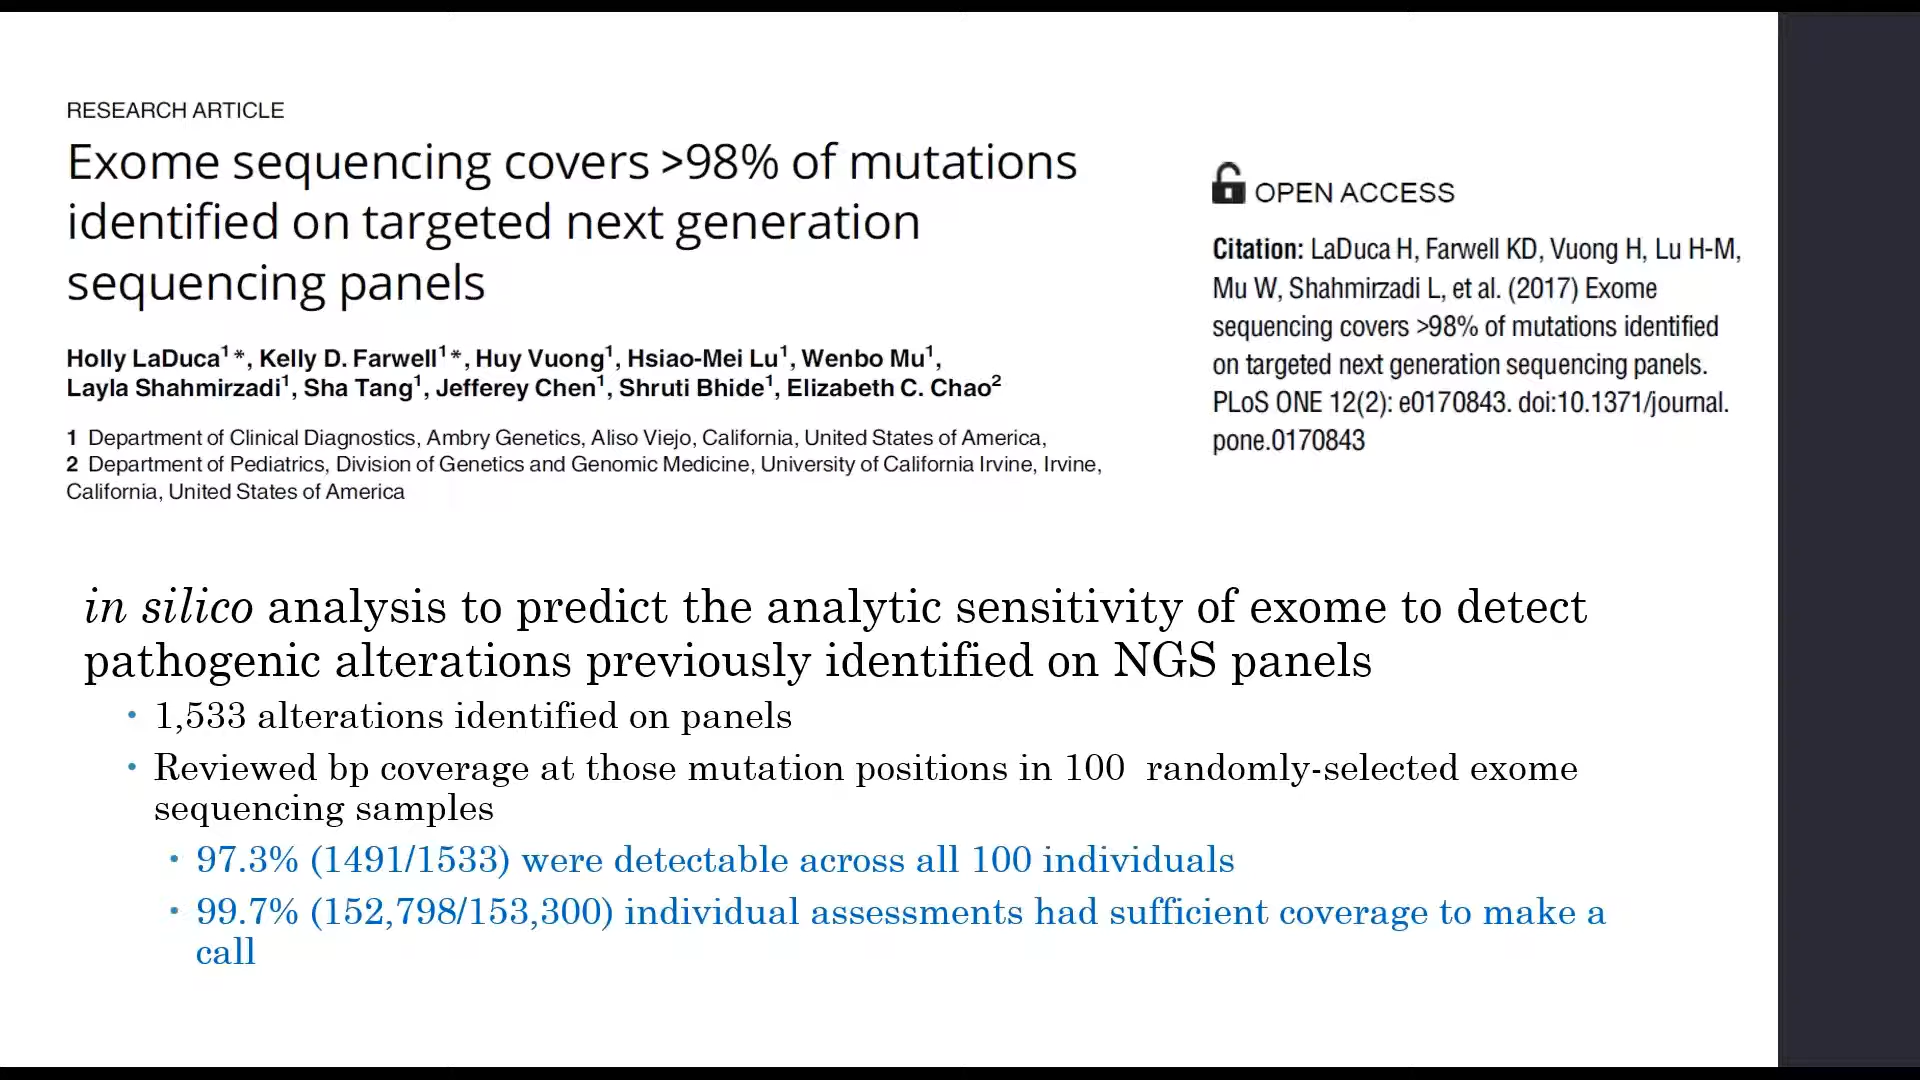 RESEARCH ARTICLE
Exome sequencing covers >98% of mutations
identified on targeted next generation
sequencing panels
Holly LaDuca1*, Kelly D. Farwell1*, Huy Vuong1, Hsiao-Mei Lu1, Wenbo Mu1,
Layla Shahmirzadi1, Sha Tang1, Jefferey Chen1, Shruti Bhide1, Elizabeth C. Chao2
1 Department of Clinical Diagnostics, Ambry Genetics, Aliso Viejo, California, United States of America,
2 Department of Pediatrics, Division of Genetics and Genomic Medicine, University of California Irvine, Irvine,
California, United States of America
OPEN ACCESS
Citation: LaDuca H, Farwell KD, Vuong H, Lu H-M,
Mu W, Shahmirzadi L, et al. (2017) Exome
sequencing covers >98% of mutations identified
on targeted next generation sequencing panels.
PLoS ONE 12(2): e0170843. doi:10.1371/journal.
pone.0170843
in silico analysis to predict the analytic sensitivity of exome to detect
pathogenic alterations previously identified on NGS panels
• 1,533 alterations identified on panels
• Reviewed bp coverage at those mutation positions in 100 randomly-selected exome
sequencing samples
• 97.3% (1491/1533) were detectable across all 100 individuals
• 99.7% (152,798/153,300) individual assessments had sufficient coverage to make a
call